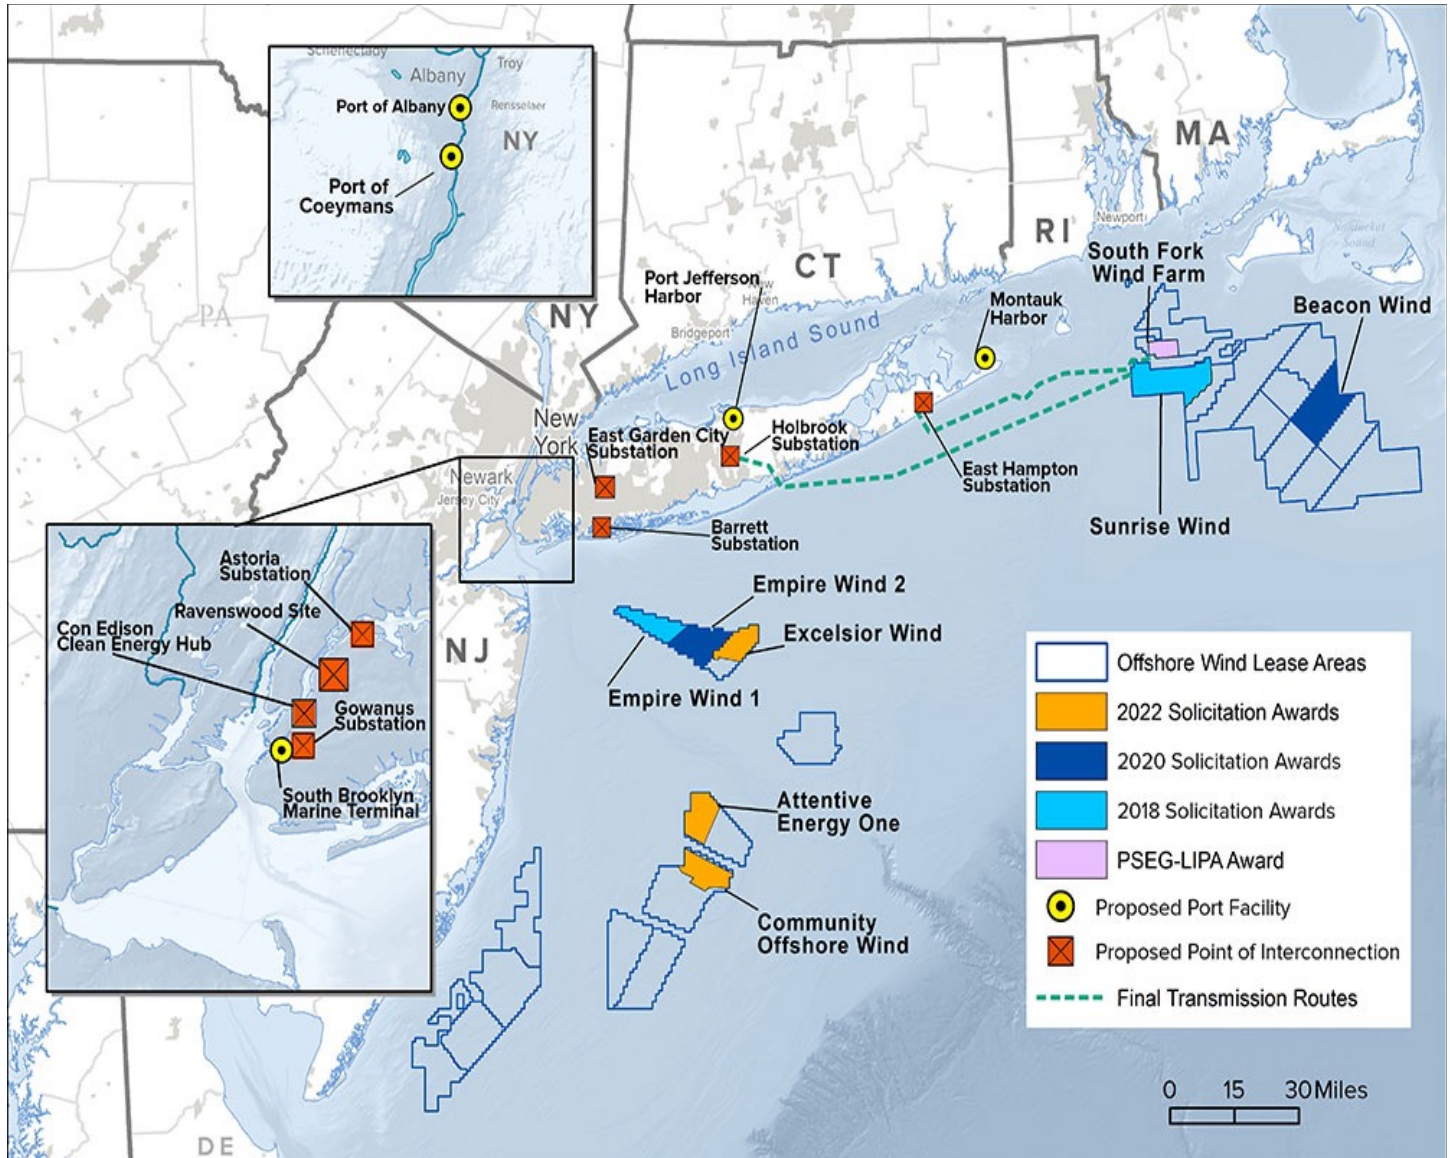 Schenectady
Troy
Albany
Port of Albany
Rensselaer
NY
Port of
Coeymans
PA
NY
CT
RI
MA
Newport
Nantucket
Sound
Port Jefferson
Harbor
New
Haven
Bridgeport
Long Island Sound
Montauk
Harbor
South Fork
Wind Farm
Beacon Wind
New
York
East Garden City
Substation
Holbrook
Substation
Newark
Jersey City
East Hampton
Substation
Barrett
Substation
Sunrise Wind
Astoria
Substation
Ravenswood Site
Con Edison
Clean Energy Hub
Gowanus
Substation
South Brooklyn
Marine Terminal
NJ
Empire Wind 2
Excelsior Wind
Empire Wind 1
Attentive
Energy One
Community
Offshore Wind
DE
Offshore Wind Lease Areas
2022 Solicitation Awards
2020 Solicitation Awards
2018 Solicitation Awards
PSEG-LIPA Award
Proposed Port Facility
Proposed Point of Interconnection
Final Transmission Routes
0 15 30 Miles